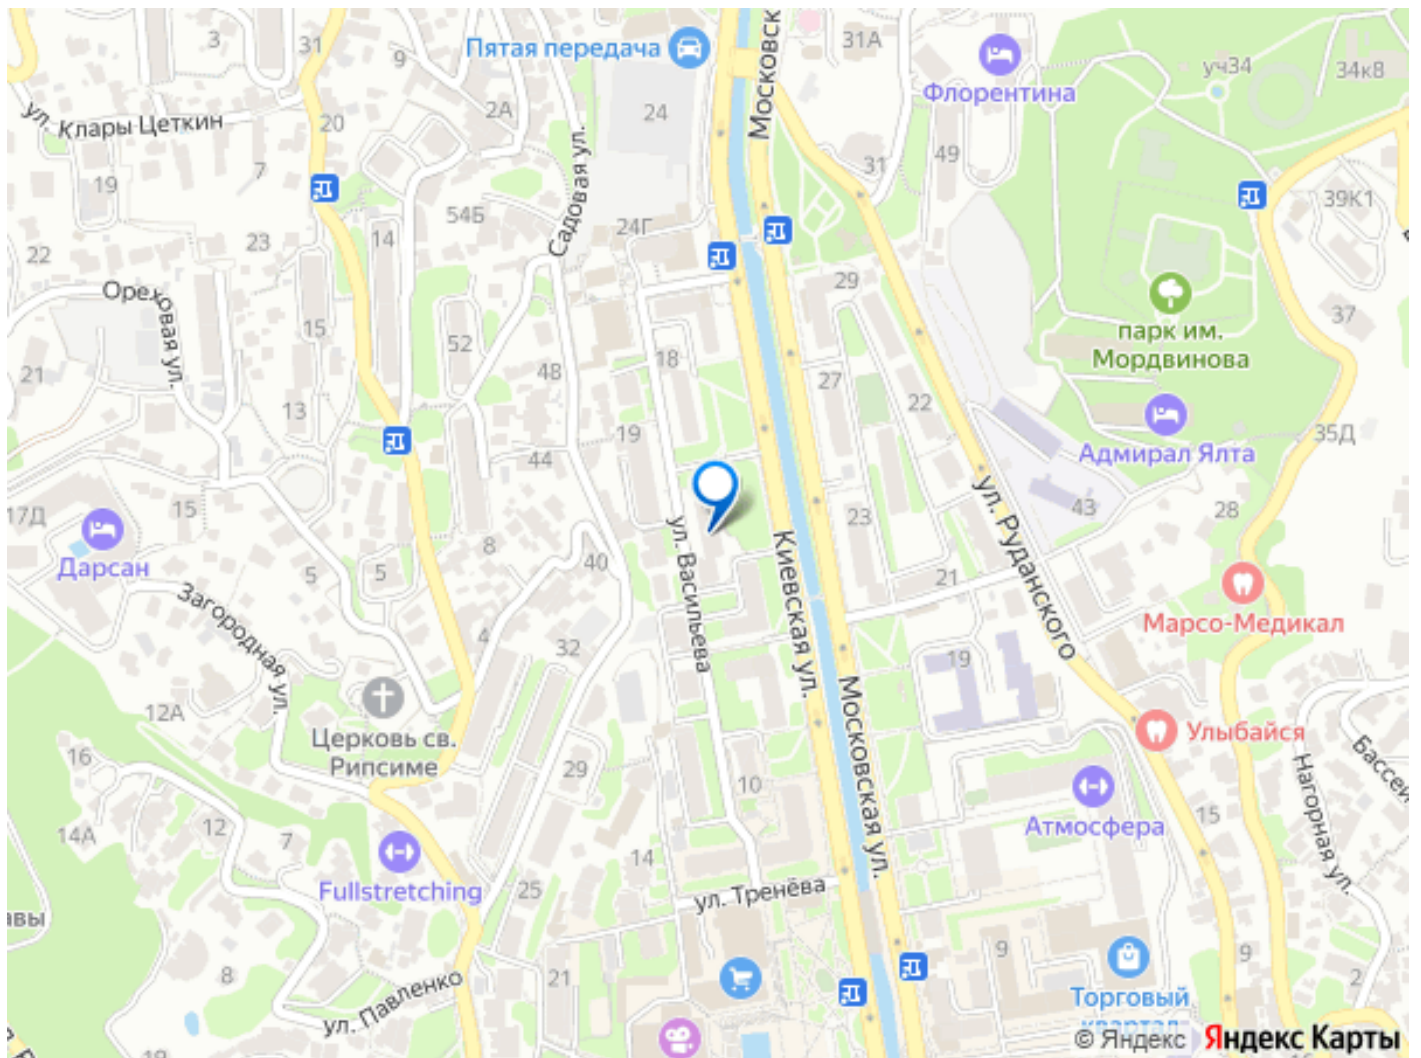 Пятая передача
Московск
31А
Флорентина
уч34
34к8
3
31
9
2А
24
ул. Клары Цеткин
20
7
19
31
49
39К1
54Б
Садовая ул.
24Г
14
23
22
Ореховая ул.
29
парк им.
Мордвинова
37
15
52
18
48
27
22
21
13
19
44
35Д
Адмирал Ялта
17Д
15
Дарсан
5
5
8
40
ул. Васильева
Киевская ул.
23
21
ул. Руданского
43
28
Марсо-Медикал
Загородная ул.
4
32
19
12А
Церковь св.
Рипсиме
Московская ул.
Улыбайся
Бассей
Нагорная ул.
16
29
10
Атмосфера
15
14А
12
7
Fullstretching
14
25
ул. Тренёва
авы
8
21
ул. Павленко
9
9
2
Торговый
квартал
19
© Яндекс Яндекс Карты